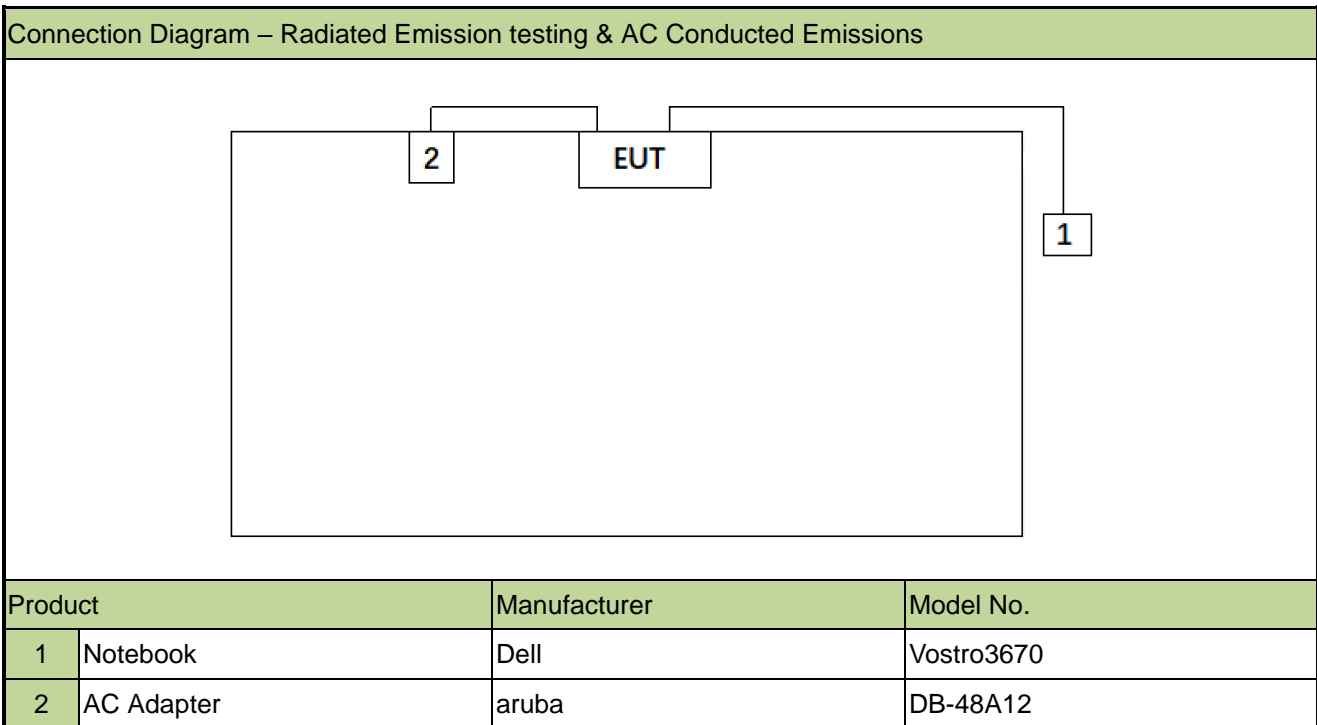 Connection Diagram – Radiated Emission testing & AC Conducted Emissions
2 EUT
1
Product Manufacturer Model No.
1 Notebook Dell Vostro3670
2 AC Adapter aruba DB-48A12